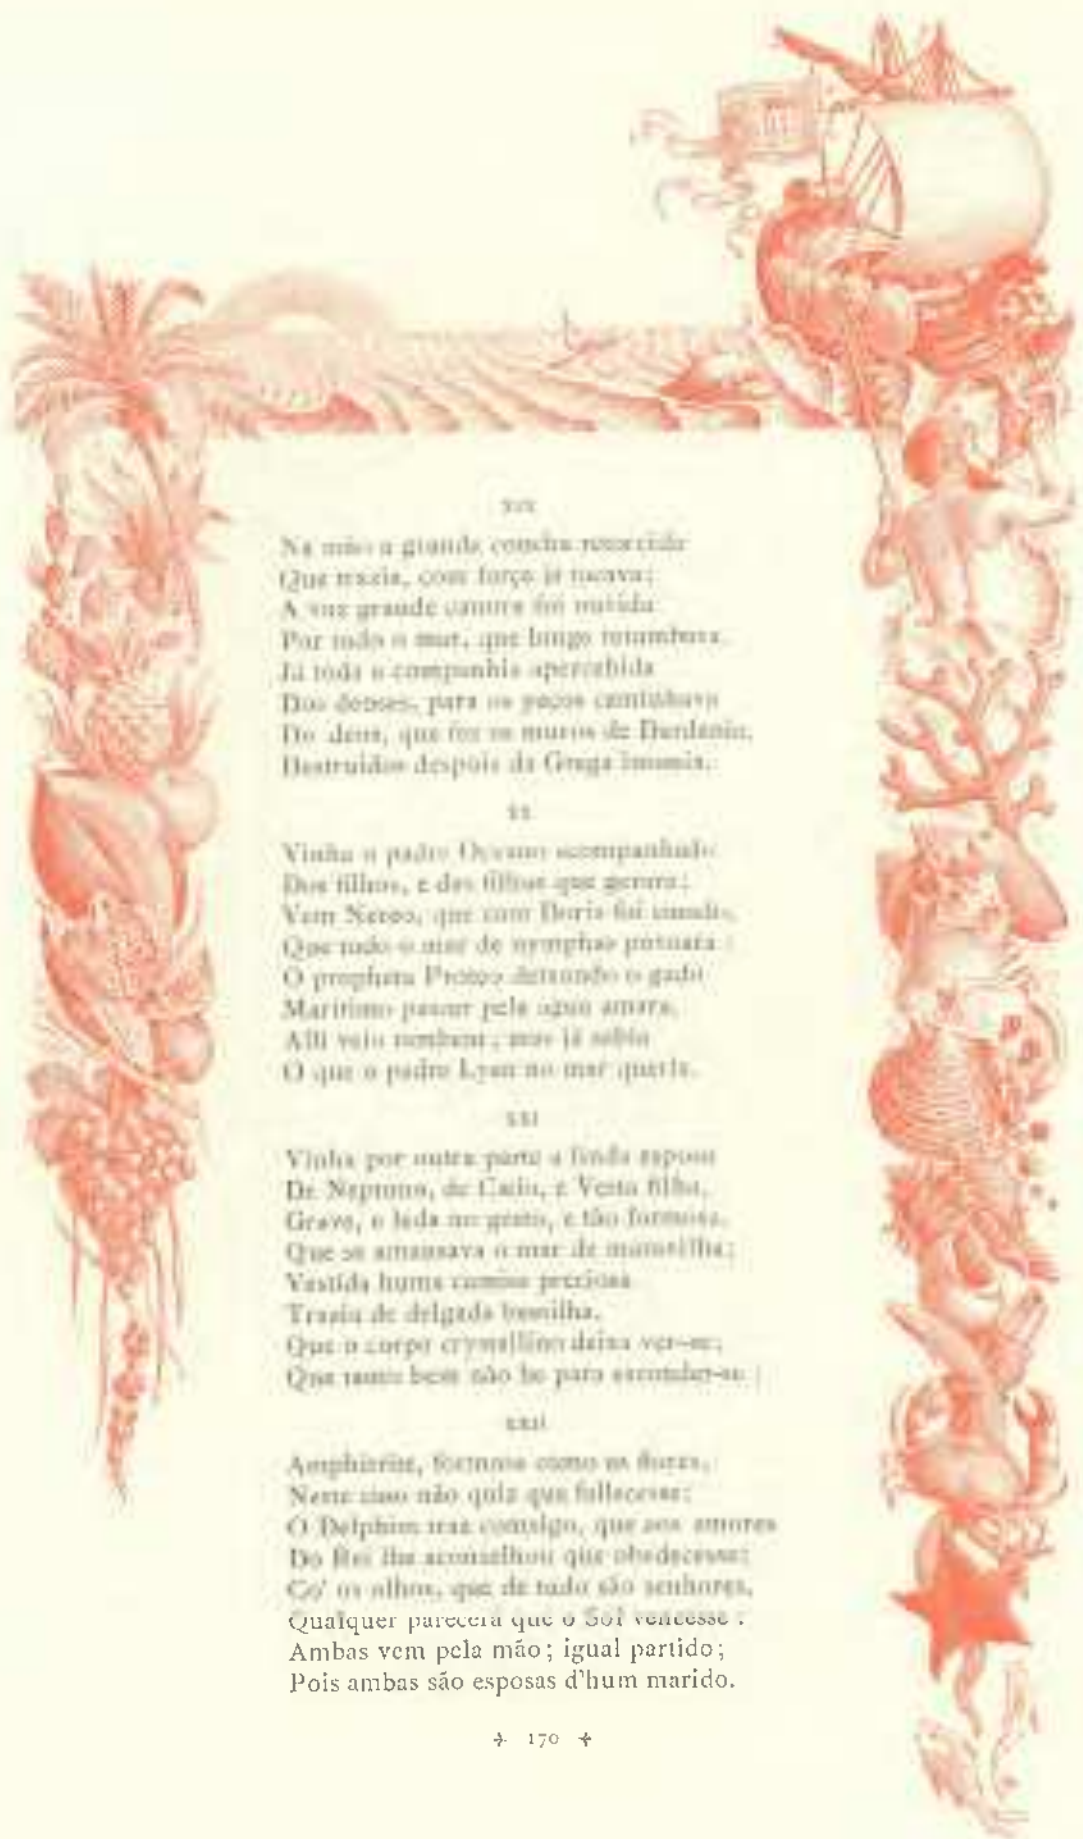 XIX
Na mão a grande concha retorcida
Que trazia, com força já tocava;
A voz grande canora foi ouvida
Por todo o mar, que longe retumbava.
Já toda a companhia apercebida
Dos deoses, para os paços caminhava
Do deus, que fez os muros de Dardania,
Destruidos despois da Grega insania.
XX
Vinha o padre Oceano acompanhado
Dos filhos, e das filhas que gerara;
Vem Nereo, que com Doris foi casado,
Que todo o mar de nymphas povoara:
O propheta Proteo deixando o gado
Maritimo pascer pela agua amara,
Alli veio tambem; mas já sabia
O que o padre Lyeo no mar queria.
XXI
Vinha por outra parte a linda esposa
De Neptuno, de Caelo, e Vesta filha,
Grave, e leda no gesto, e tão formosa,
Que se amansava o mar de maravilha;
Vestida huma camisa preciosa
Trazia de delgada beatilha,
Que o corpo crystallino deixa ver-se;
Que tanto bem não he para esconder-se:
XXII
Amphitrite, formosa como as flores,
Neste caso não quiz que fallecesse;
O Delphim traz comsigo, que aos amores
Do Rei lhe aconselhou que obedecesse;
Co' os olhos, que de tudo são senhores,
Qualquer parecerá que o Sol vencesse:
Ambas vem pela mão; igual partido;
Pois ambas são esposas d'hum marido.
170